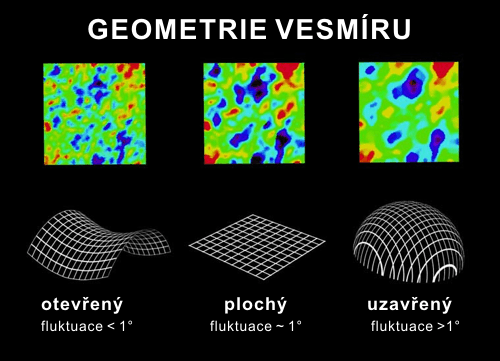 GEOMETRIE VESMÍRU
otevřený plochý uzavřený
fluktuace < 1° fluktuace ~ 1° fluktuace >1°